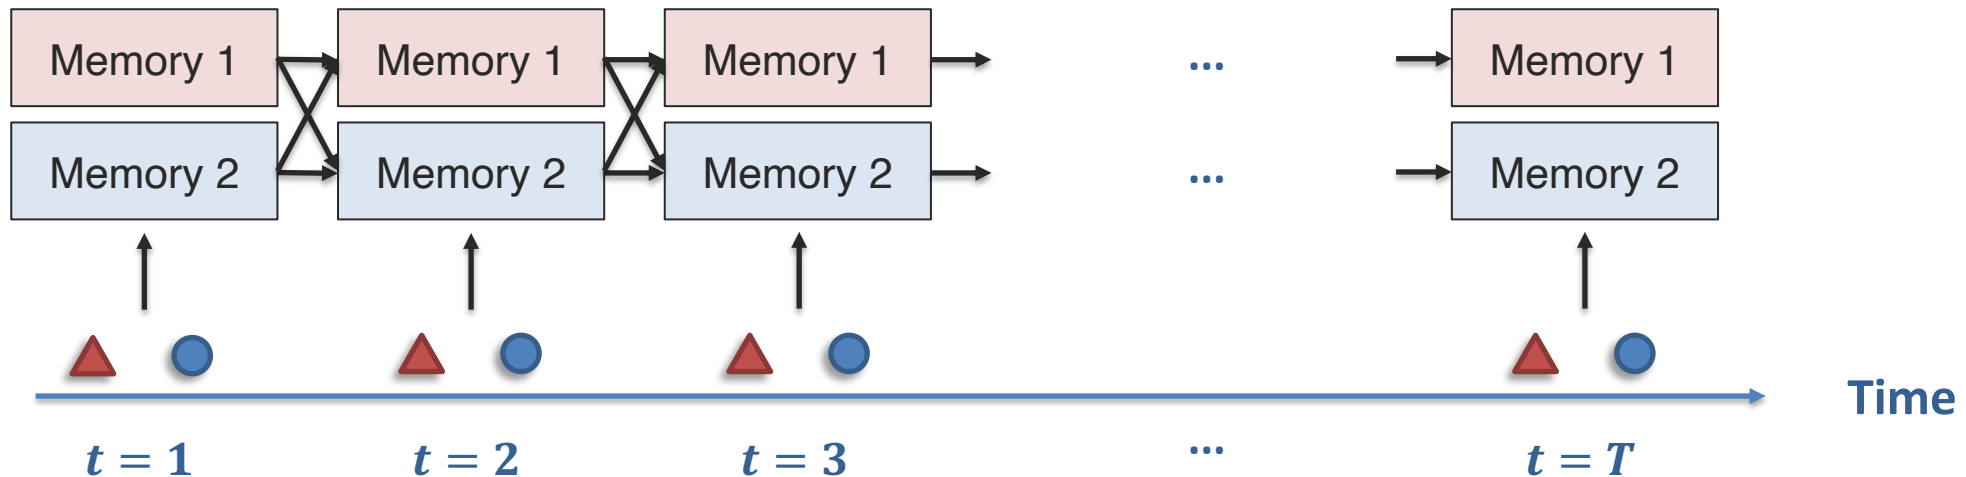 Memory 1 Memory 1 Memory 1 ... Memory 1
Memory 2 Memory 2 Memory 2 ... Memory 2
Time
t = 1 t = 2 t = 3 ... t = T